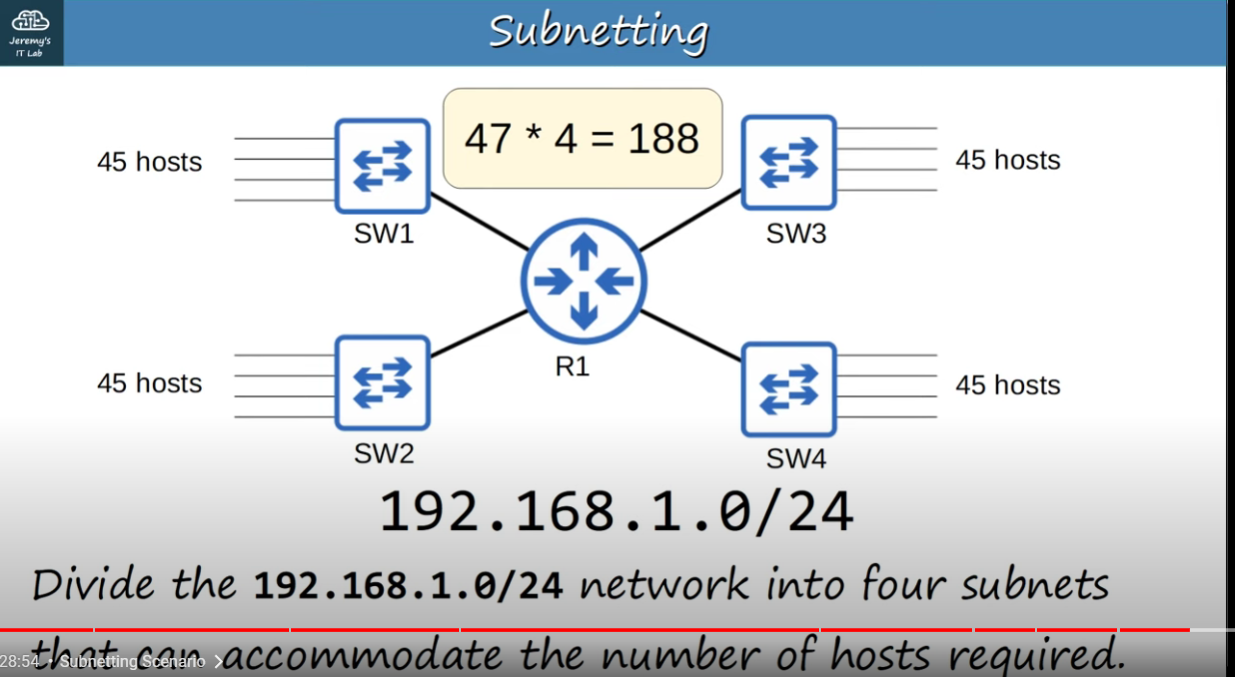 Jeremy's
IT Lab
Subnetting
47 * 4 = 188
45 hosts
SW1
SW3
45 hosts
R1
45 hosts
SW2
SW4
45 hosts
192.168.1.0/24
Divide the 192.168.1.0/24 network into four subnets
that can accommodate the number of hosts required.
28:54 • Subnetting Scenario